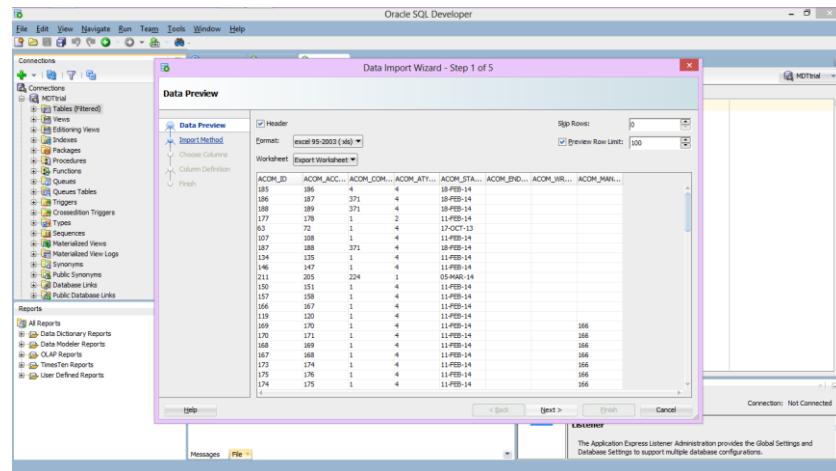 Oracle SQL Developer
File Edit View Navigate Run Team Tools Window Help
Connections
Connections
MDTtrial
Tables (Filtered)
Views
Editioning Views
Indexes
Packages
Procedures
Functions
Queues
Queues Tables
Triggers
Crossedition Triggers
Types
Sequences
Materialized Views
Materialized View Logs
Synonyms
Public Synonyms
Database Links
Public Database Links
Reports
All Reports
Data Dictionary Reports
Data Modeler Reports
OLAP Reports
TimesTen Reports
User Defined Reports
MDTtrial
Data Import Wizard - Step 1 of 5
Data Preview
Data Preview
Import Method
Choose Columns
Column Definition
Finish
Header
Skip Rows: 0
Format: excel 95-2003 (xls)
Preview Row Limit: 100
Worksheet Export Worksheet
ACOM_ID ACOM_ACC... ACOM_COM... ACOM_ATY... ACOM_STA... ACOM_END... ACOM_WR... ACOM_MAN...
185 186 4 4 18-FEB-14
186 187 371 4 18-FEB-14
188 189 371 4 18-FEB-14
177 178 1 2 11-FEB-14
63 72 1 4 17-OCT-13
107 108 1 4 11-FEB-14
187 188 371 4 18-FEB-14
134 135 1 4 11-FEB-14
146 147 1 4 11-FEB-14
211 205 224 1 05-MAR-14
150 151 1 4 11-FEB-14
157 158 1 4 11-FEB-14
166 167 1 4 11-FEB-14
119 120 1 4 11-FEB-14
169 170 1 4 11-FEB-14 166
170 171 1 4 11-FEB-14 166
168 169 1 4 11-FEB-14 166
167 168 1 4 11-FEB-14 166
173 174 1 4 11-FEB-14 166
175 176 1 4 11-FEB-14 166
174 175 1 4 11-FEB-14 166
Help < Back Next > Finish Cancel
Connection: Not Connected
Listener
The Application Express Listener Administration provides the Global Settings and
Database Settings to support multiple database configurations.
Messages File